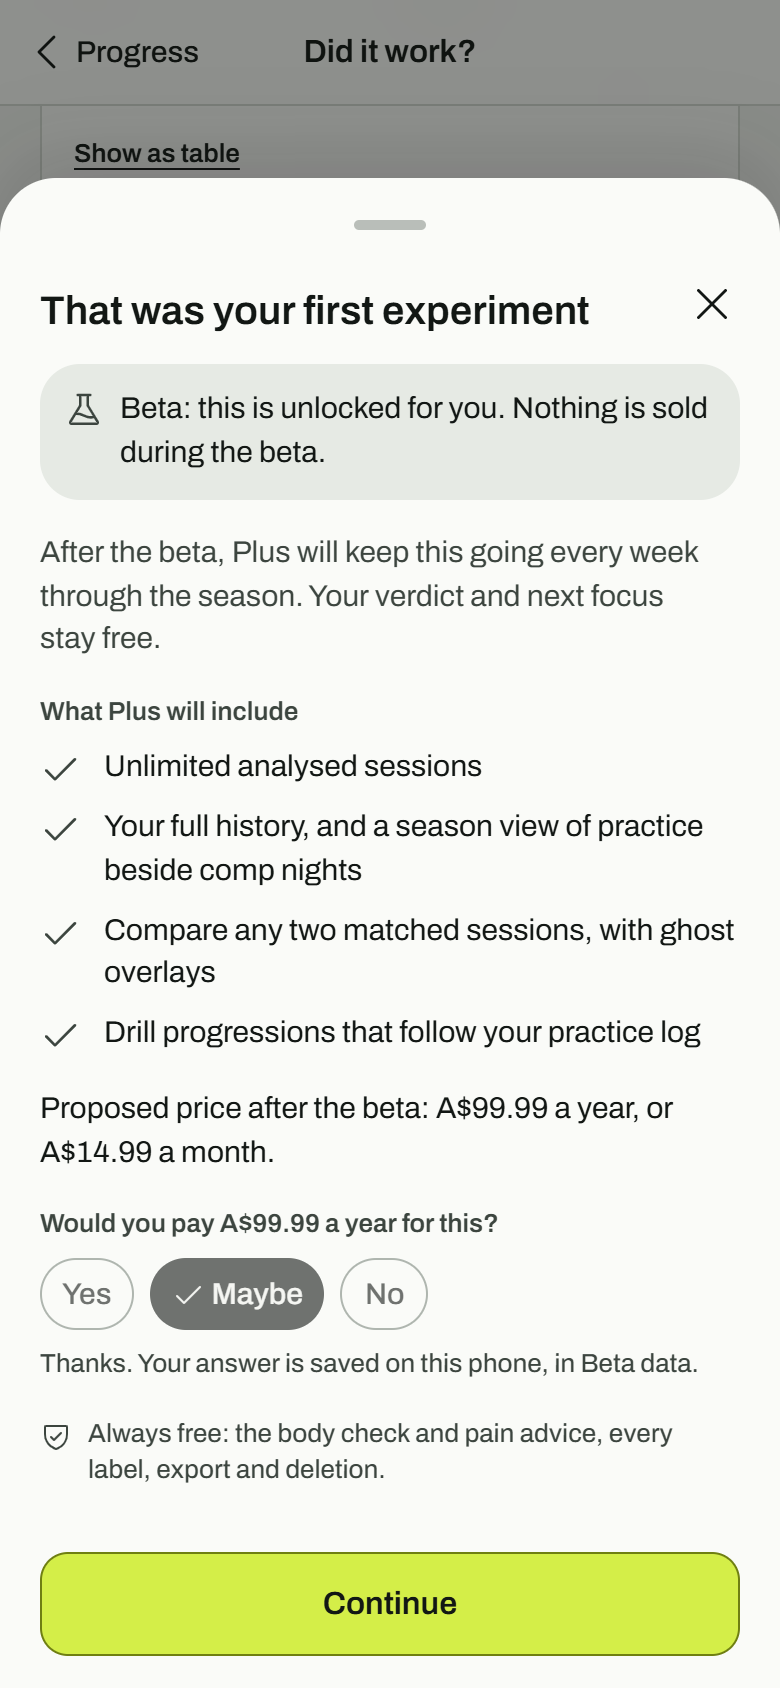 Progress
Did it work?
Show as table
That was your first experiment
Beta: this is unlocked for you. Nothing is sold
during the beta.
After the beta, Plus will keep this going every week
through the season. Your verdict and next focus
stay free.
What Plus will include
Unlimited analysed sessions
Your full history, and a season view of practice
beside comp nights
Compare any two matched sessions, with ghost
overlays
Drill progressions that follow your practice log
Proposed price after the beta: A$99.99 a year, or
A$14.99 a month.
Would you pay A$99.99 a year for this?
Yes
Maybe
No
Thanks. Your answer is saved on this phone, in Beta data.
Always free: the body check and pain advice, every
label, export and deletion.
Continue